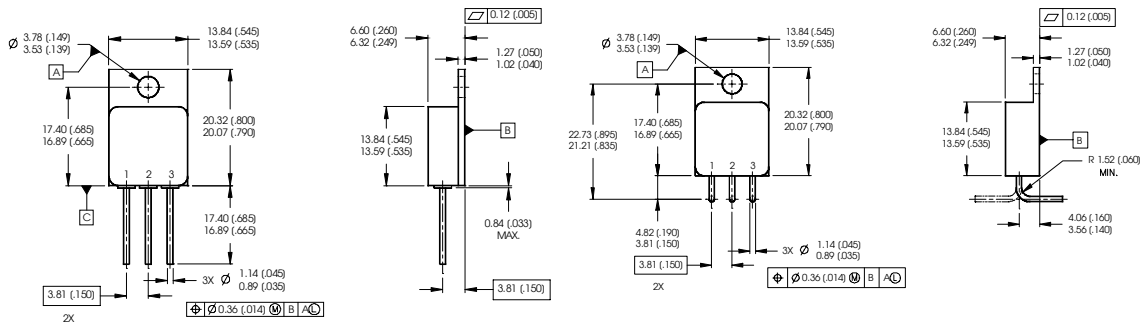 Ø 3.78 (.149)
3.53 (.139)
13.84 (.545)
13.59 (.535)
A
17.40 (.685)
16.89 (.665)
20.32 (.800)
20.07 (.790)
1 2 3
C
17.40 (.685)
16.89 (.665)
3X Ø 1.14 (.045)
0.89 (.035)
3.81 (.150)
2X
⌖ Ø 0.36 (.014) Ⓜ B A Ⓛ
⏥ 0.12 (.005)
6.60 (.260)
6.32 (.249)
1.27 (.050)
1.02 (.040)
13.84 (.545)
13.59 (.535)
B
0.84 (.033)
MAX.
3.81 (.150)
Ø 3.78 (.149)
3.53 (.139)
13.84 (.545)
13.59 (.535)
A
22.73 (.895)
21.21 (.835)
17.40 (.685)
16.89 (.665)
20.32 (.800)
20.07 (.790)
1 2 3
4.82 (.190)
3.81 (.150)
3.81 (.150)
2X
3X Ø 1.14 (.045)
0.89 (.035)
⌖ Ø 0.36 (.014) Ⓜ B A Ⓛ
⏥ 0.12 (.005)
6.60 (.260)
6.32 (.249)
1.27 (.050)
1.02 (.040)
13.84 (.545)
13.59 (.535)
B
R 1.52 (.060)
MIN.
4.06 (.160)
3.56 (.140)